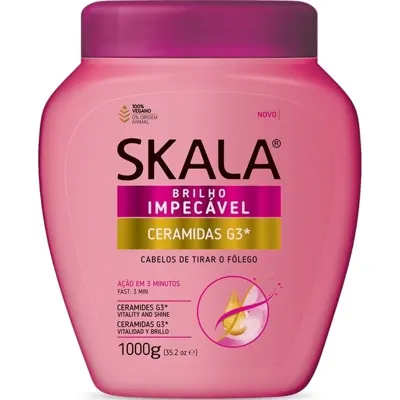 100%
VEGANO
0% ORIGEM
ANIMAL
NOVO
SKALA®
BRILHO
IMPECÁVEL
CERAMIDAS G3*
CABELOS DE TIRAR O FÔLEGO
AÇÃO EM 3 MINUTOS
FAST: 3 MIN
CERAMIDES G3*
VITALITY AND SHINE
CERAMIDAS G3*
VITALIDAD Y BRILLO
1000g (35.2 oz ℮)